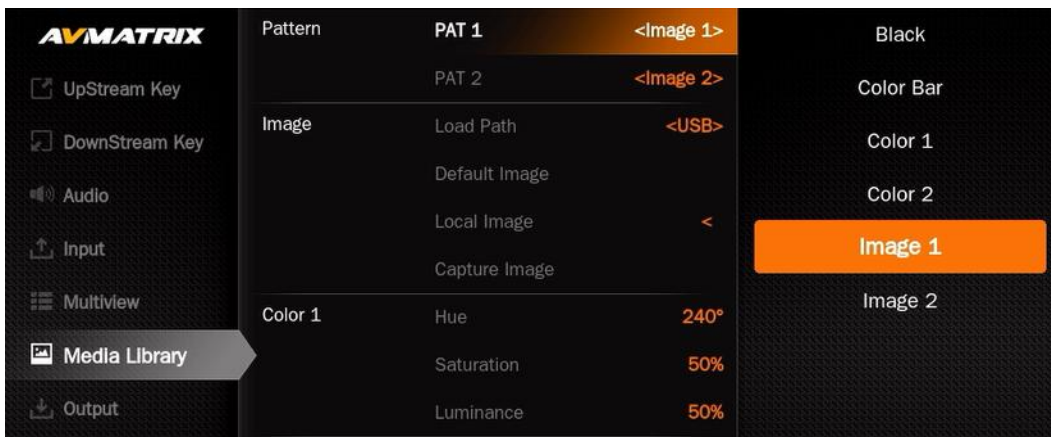 AVMATRIX
UpStream Key
DownStream Key
Audio
Input
Multiview
Media Library
Output
Pattern PAT 1 <Image 1>
PAT 2 <Image 2>
Image Load Path <USB>
Default Image
Local Image <
Capture Image
Color 1 Hue 240°
Saturation 50%
Luminance 50%
Black
Color Bar
Color 1
Color 2
Image 1
Image 2